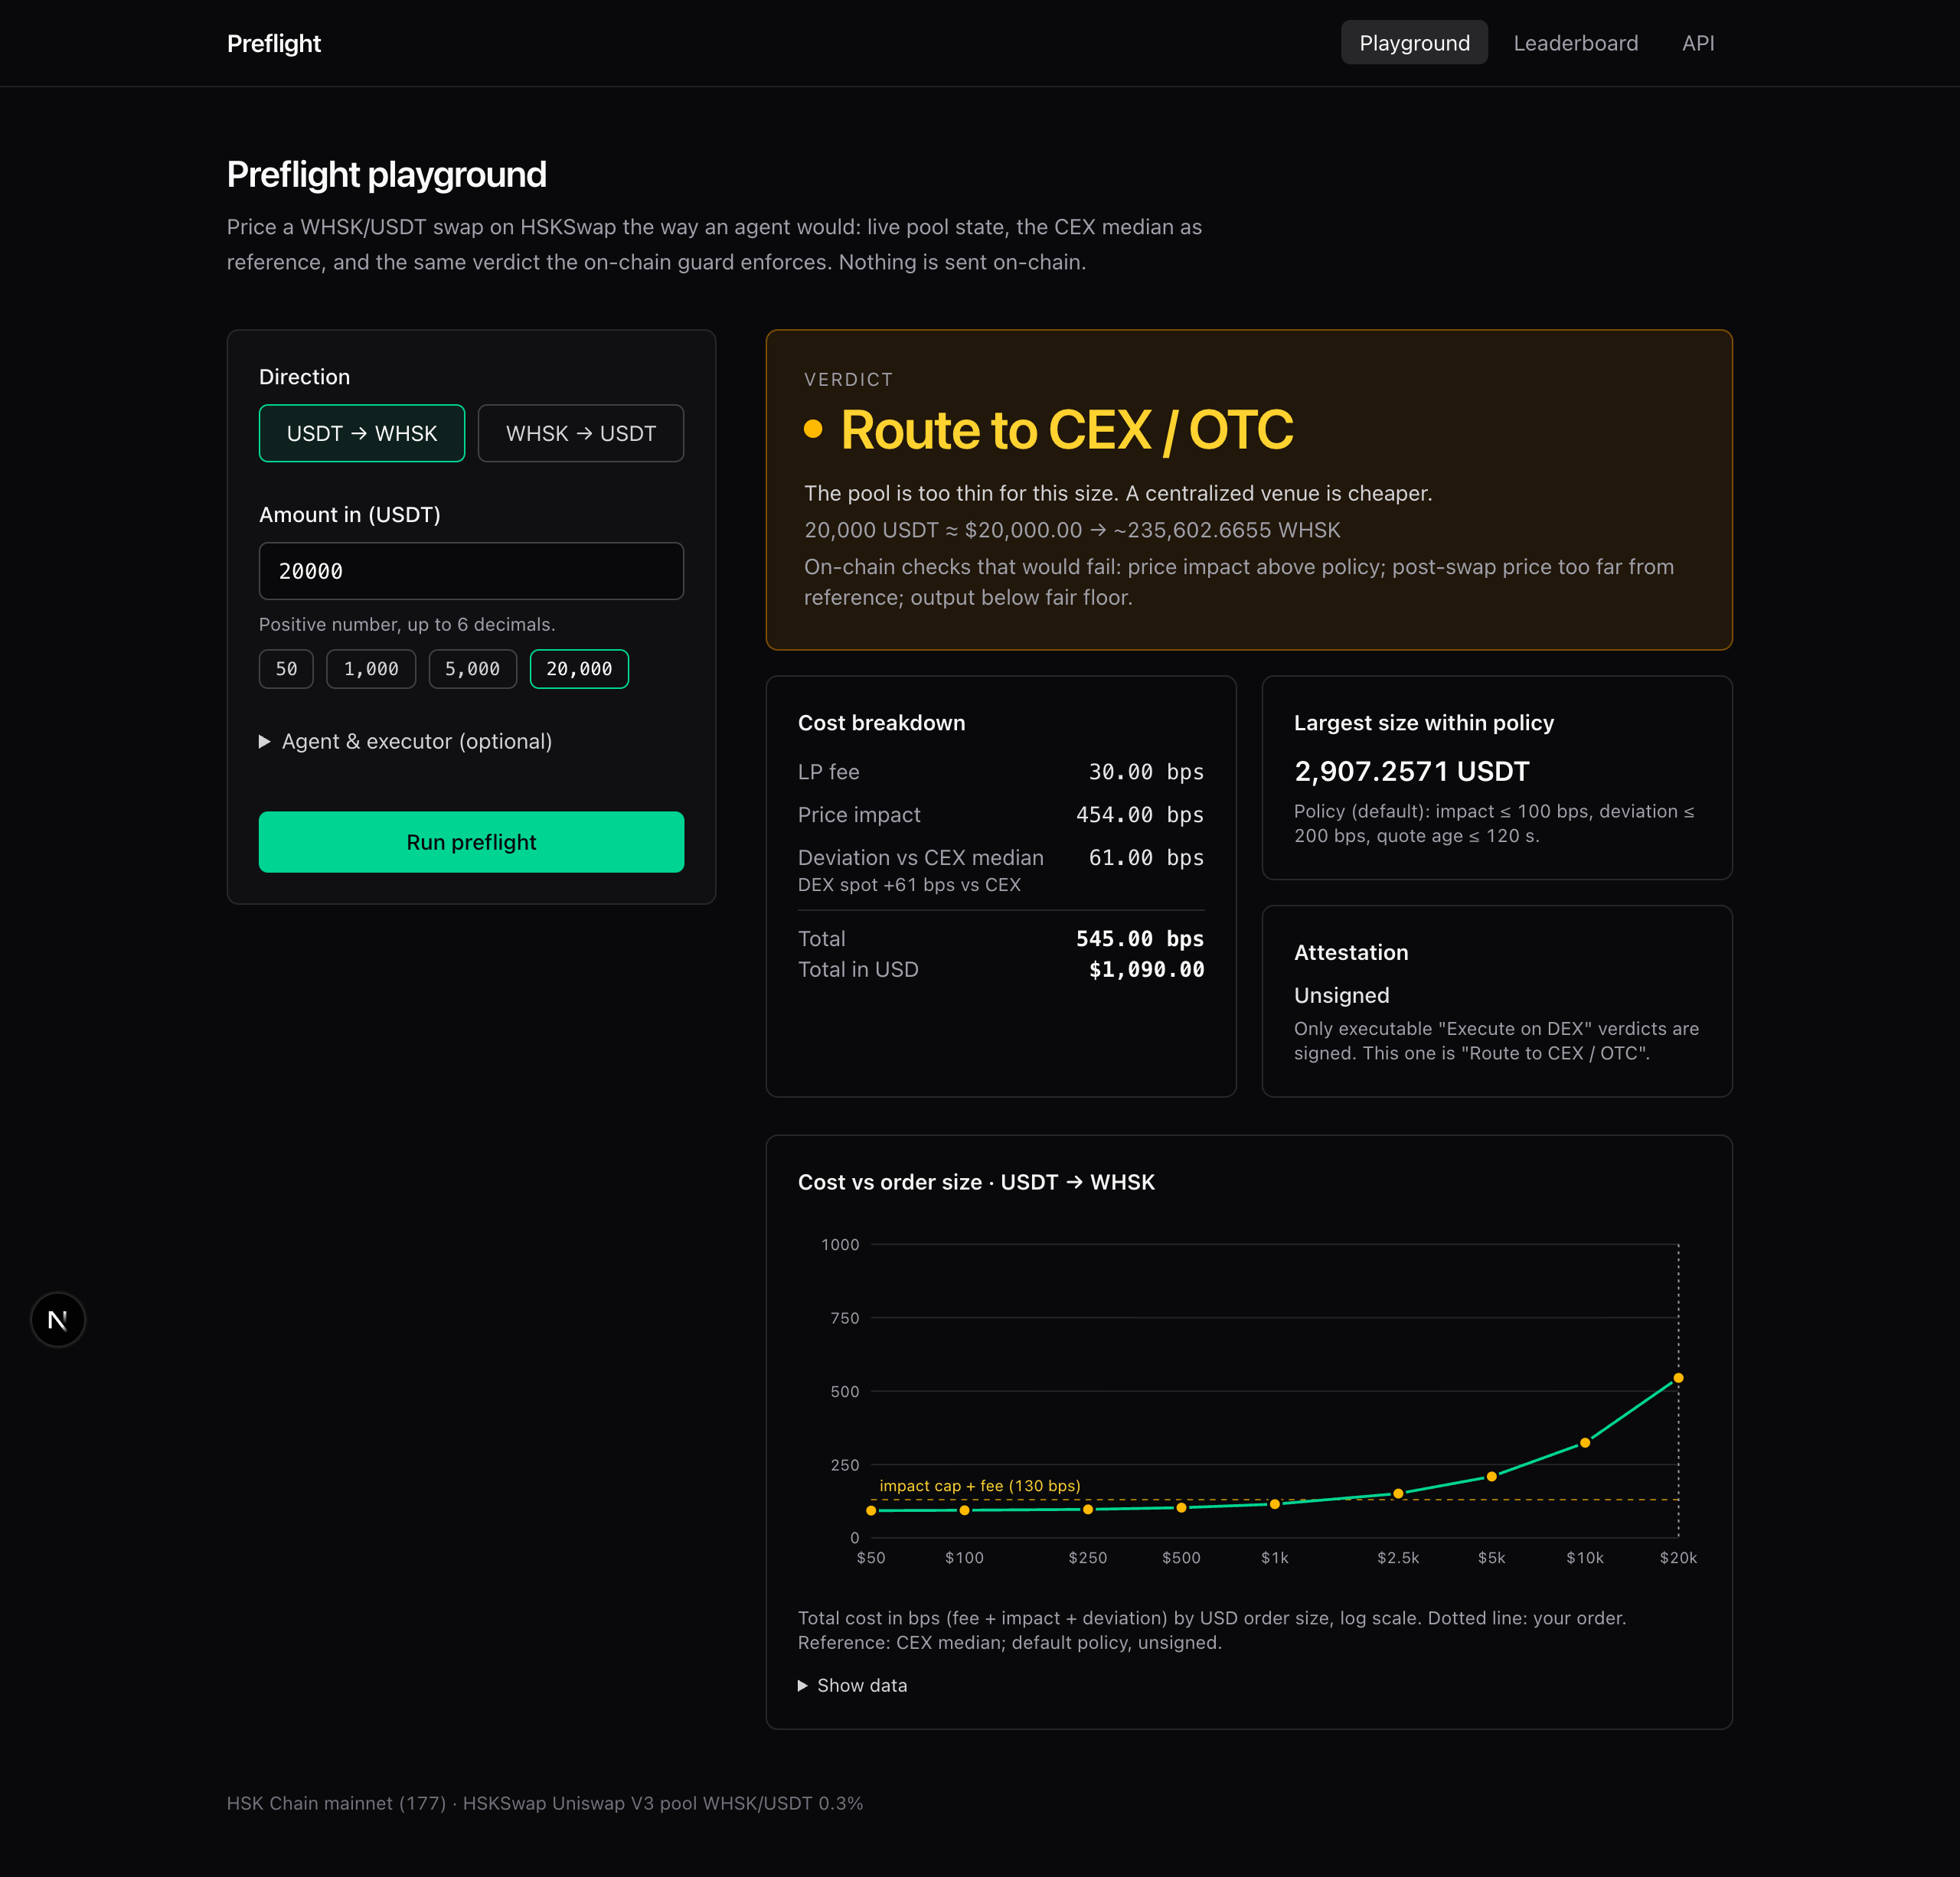 Preflight
Playground
Leaderboard
API
Preflight playground
Price a WHSK/USDT swap on HSKSwap the way an agent would: live pool state, the CEX median as
reference, and the same verdict the on-chain guard enforces. Nothing is sent on-chain.
Direction
USDT → WHSK
WHSK → USDT
Amount in (USDT)
20000
Positive number, up to 6 decimals.
50
1,000
5,000
20,000
▶ Agent & executor (optional)
Run preflight
VERDICT
Route to CEX / OTC
The pool is too thin for this size. A centralized venue is cheaper.
20,000 USDT ≈ $20,000.00 → ~235,602.6655 WHSK
On-chain checks that would fail: price impact above policy; post-swap price too far from
reference; output below fair floor.
Cost breakdown
LP fee 30.00 bps
Price impact 454.00 bps
Deviation vs CEX median 61.00 bps
DEX spot +61 bps vs CEX
Total 545.00 bps
Total in USD $1,090.00
Largest size within policy
2,907.2571 USDT
Policy (default): impact ≤ 100 bps, deviation ≤
200 bps, quote age ≤ 120 s.
Attestation
Unsigned
Only executable "Execute on DEX" verdicts are
signed. This one is "Route to CEX / OTC".
Cost vs order size · USDT → WHSK
1000
750
500
250
impact cap + fee (130 bps)
0
$50 $100 $250 $500 $1k $2.5k $5k $10k $20k
Total cost in bps (fee + impact + deviation) by USD order size, log scale. Dotted line: your order.
Reference: CEX median; default policy, unsigned.
▶ Show data
N
HSK Chain mainnet (177) · HSKSwap Uniswap V3 pool WHSK/USDT 0.3%